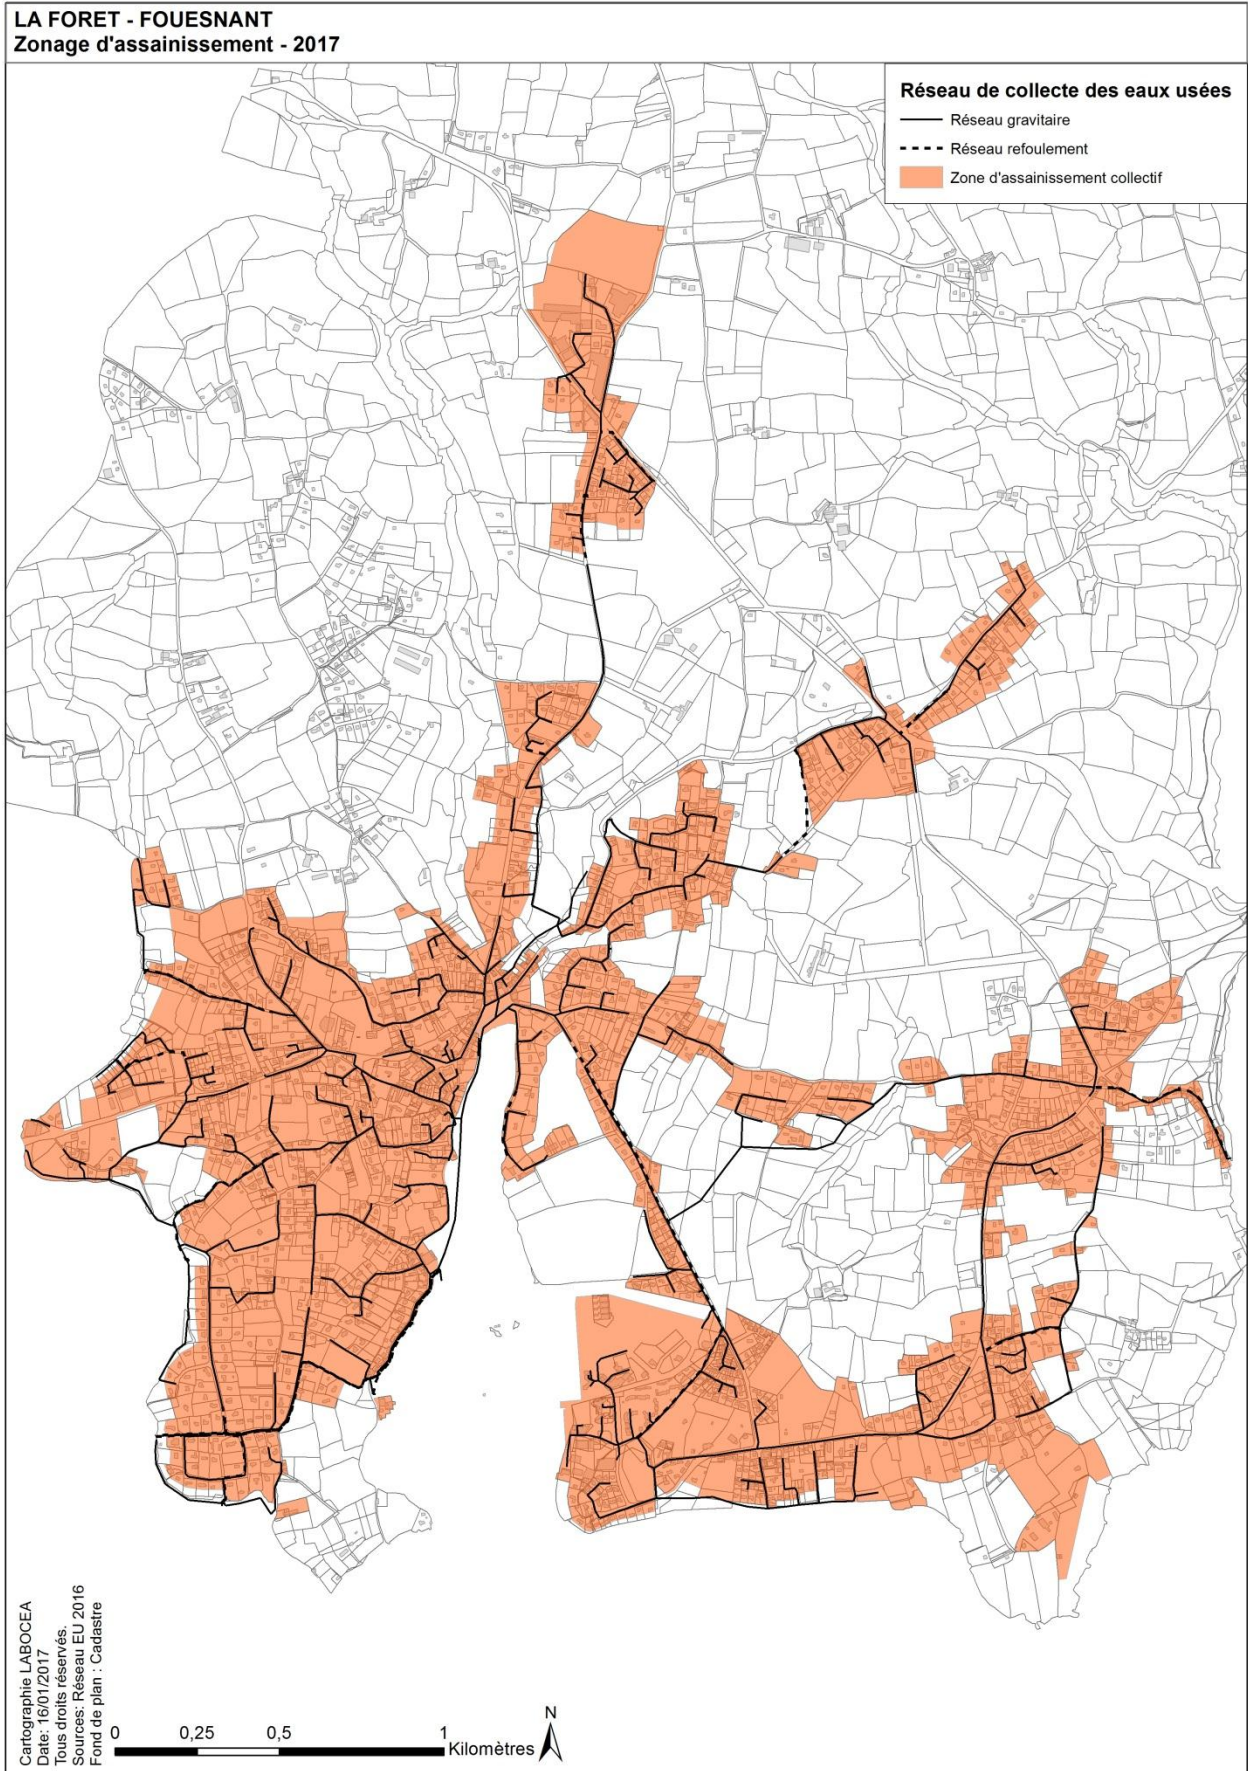 LA FORET - FOUESNANT
Zonage d'assainissement - 2017
Réseau de collecte des eaux usées
Réseau gravitaire
Réseau refoulement
Zone d'assainissement collectif
Cartographie LABOCEA
Date: 16/01/2017
Tous droits réservés.
Sources: Réseau EU 2016
Fond de plan : Cadastre
0 0,25 0,5 1
Kilomètres
N